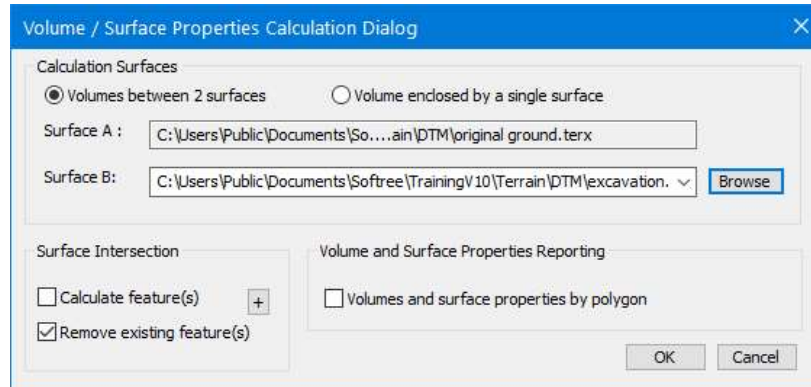 Volume / Surface Properties Calculation Dialog
Calculation Surfaces
Volumes between 2 surfaces Volume enclosed by a single surface
Surface A : C:\Users\Public\Documents\So....ain\DTM\original ground.terx
Surface B: C:\Users\Public\Documents\Softree\TrainingV10\Terrain\DTM\excavation. Browse
Surface Intersection Volume and Surface Properties Reporting
Calculate feature(s) + Volumes and surface properties by polygon
Remove existing feature(s)
OK Cancel